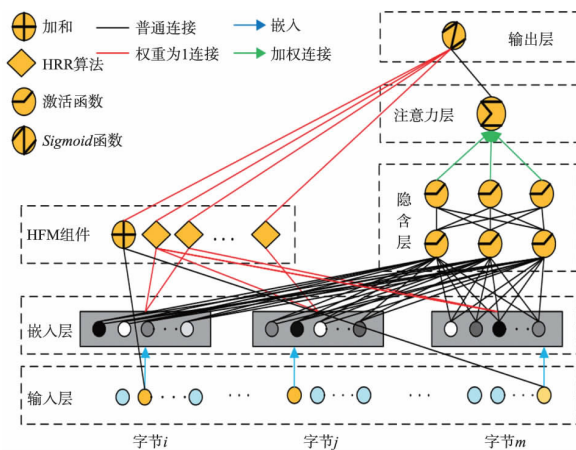 加和
普通连接
嵌入
HRR算法
权重为1连接
加权连接
激活函数
Sigmoid函数
输出层
注意力层
隐含层
HFM组件
...
嵌入层
输入层
字节i
字节j
字节m